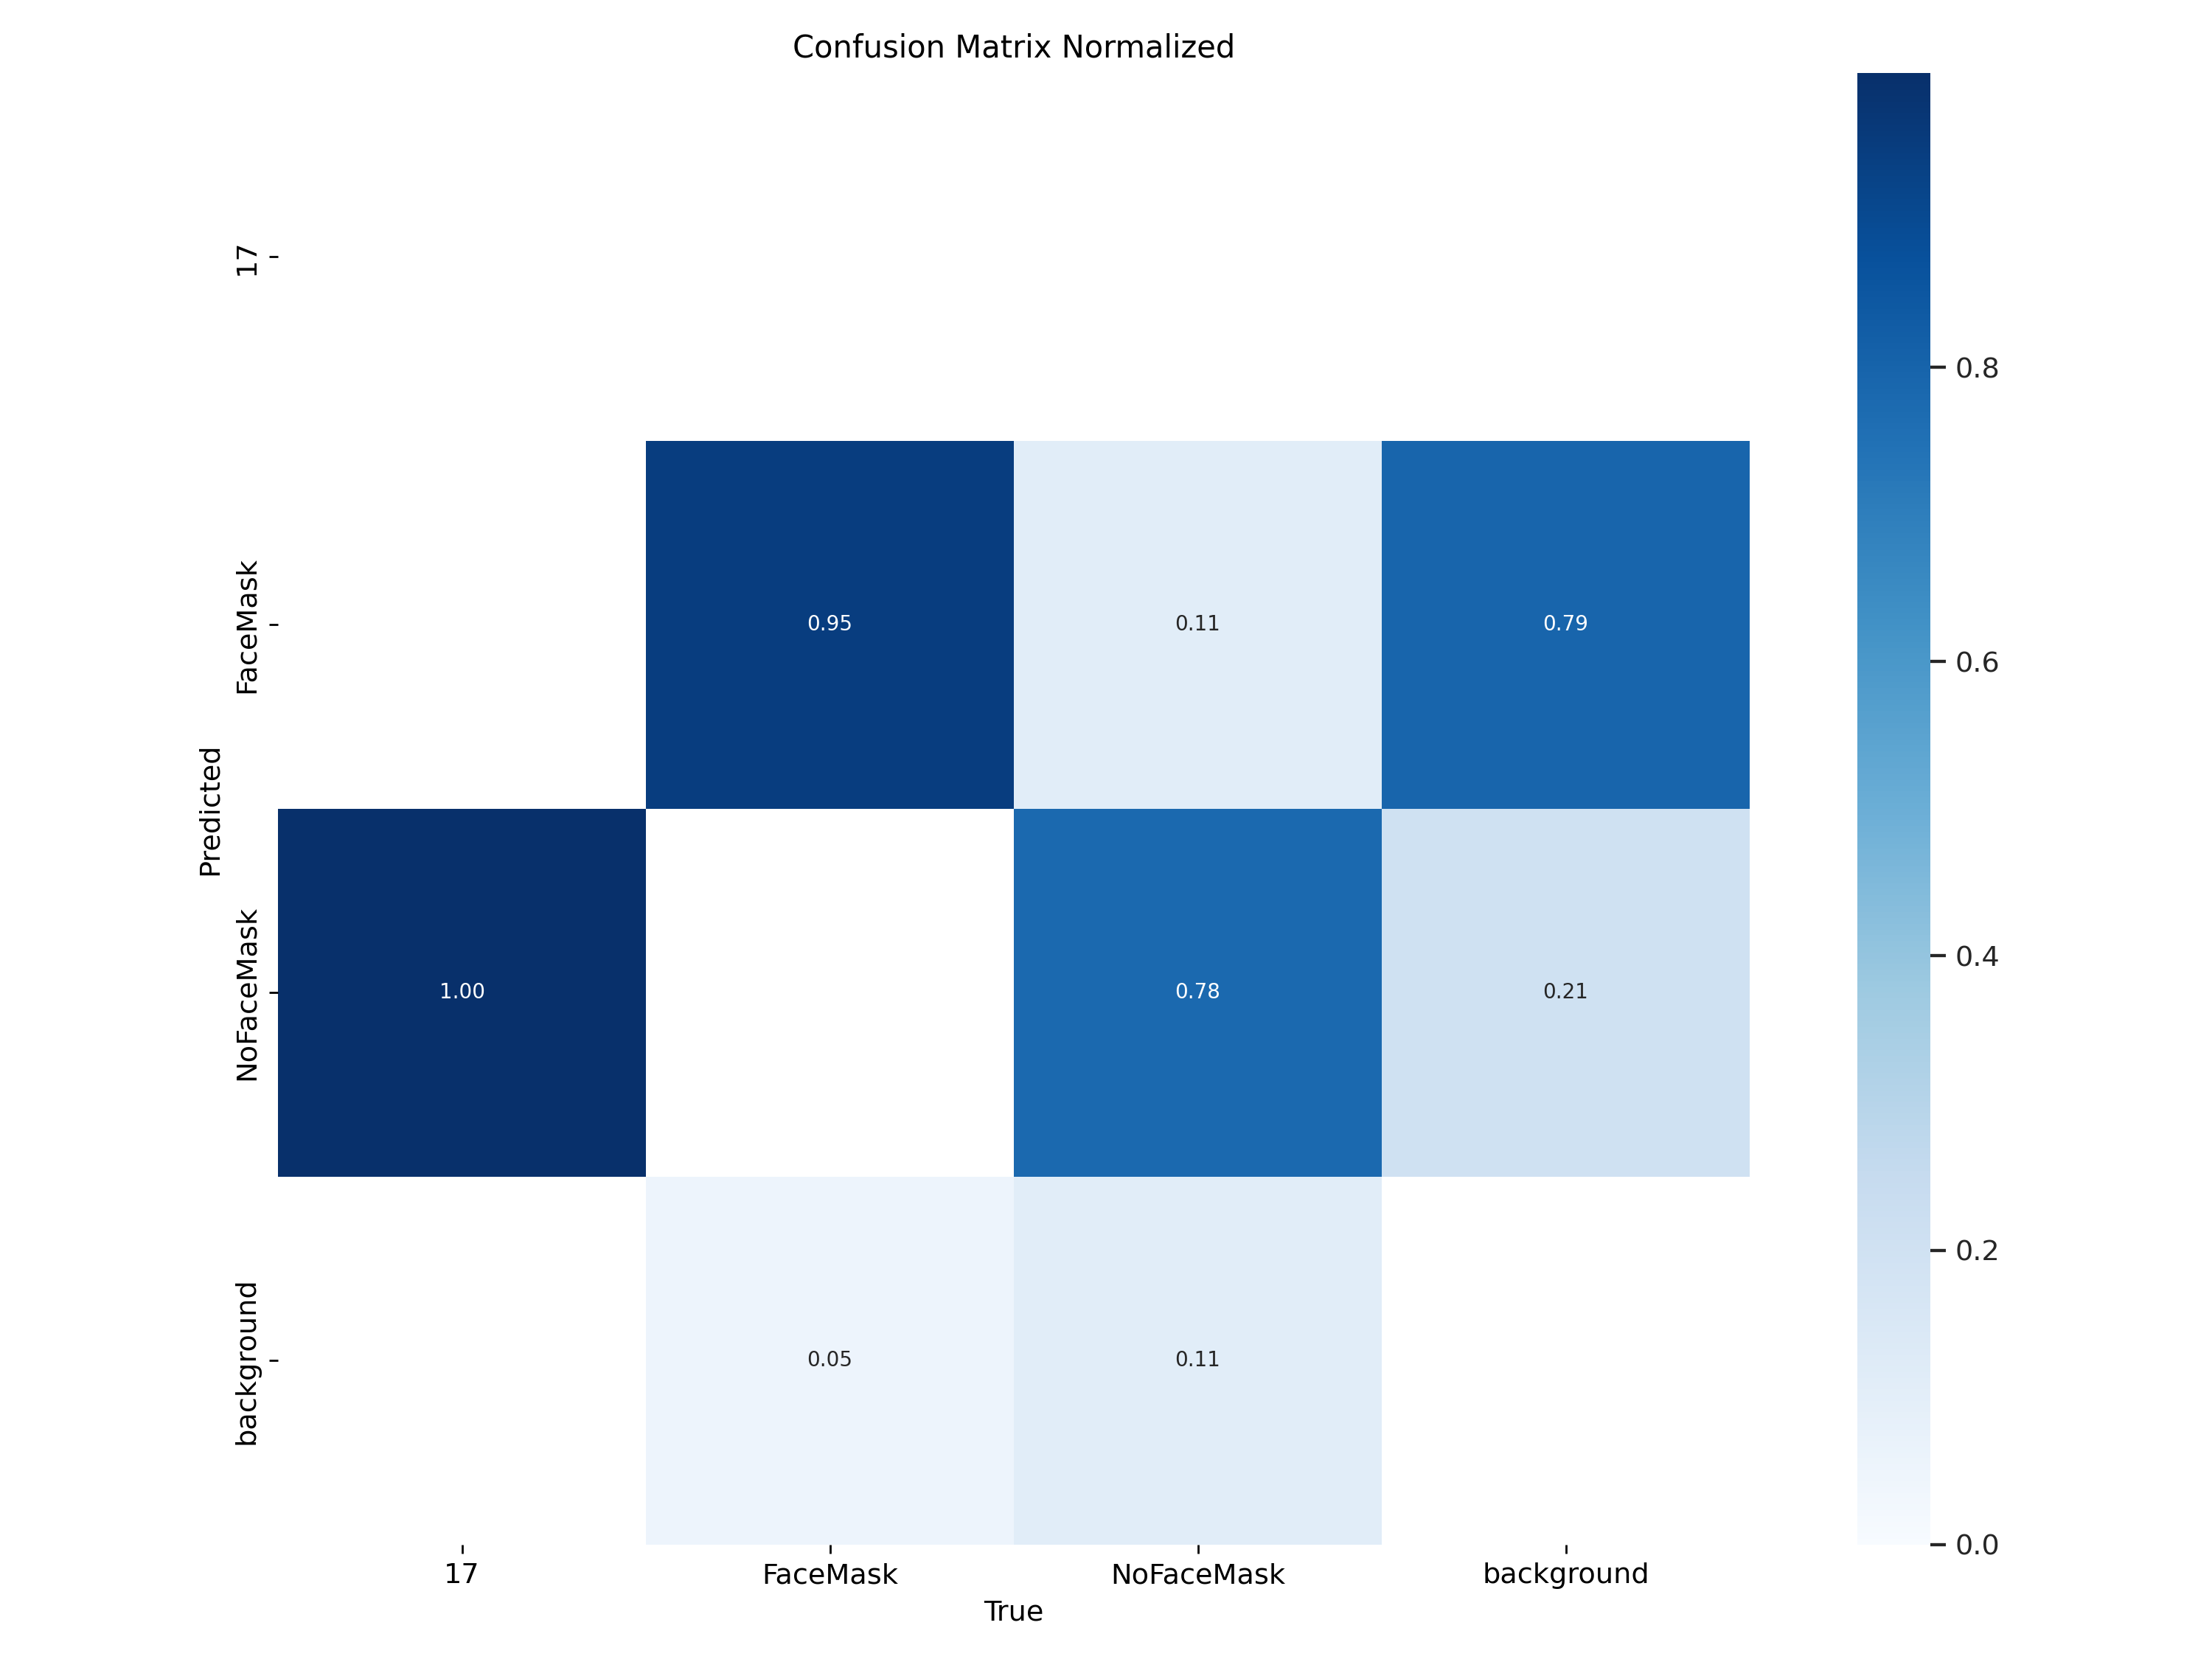 Confusion Matrix Normalized
17
FaceMask
NoFaceMask
background
Predicted
0.95
0.11
0.79
1.00
0.78
0.21
0.05
0.11
17
FaceMask
NoFaceMask
background
True
0.8
0.6
0.4
0.2
0.0